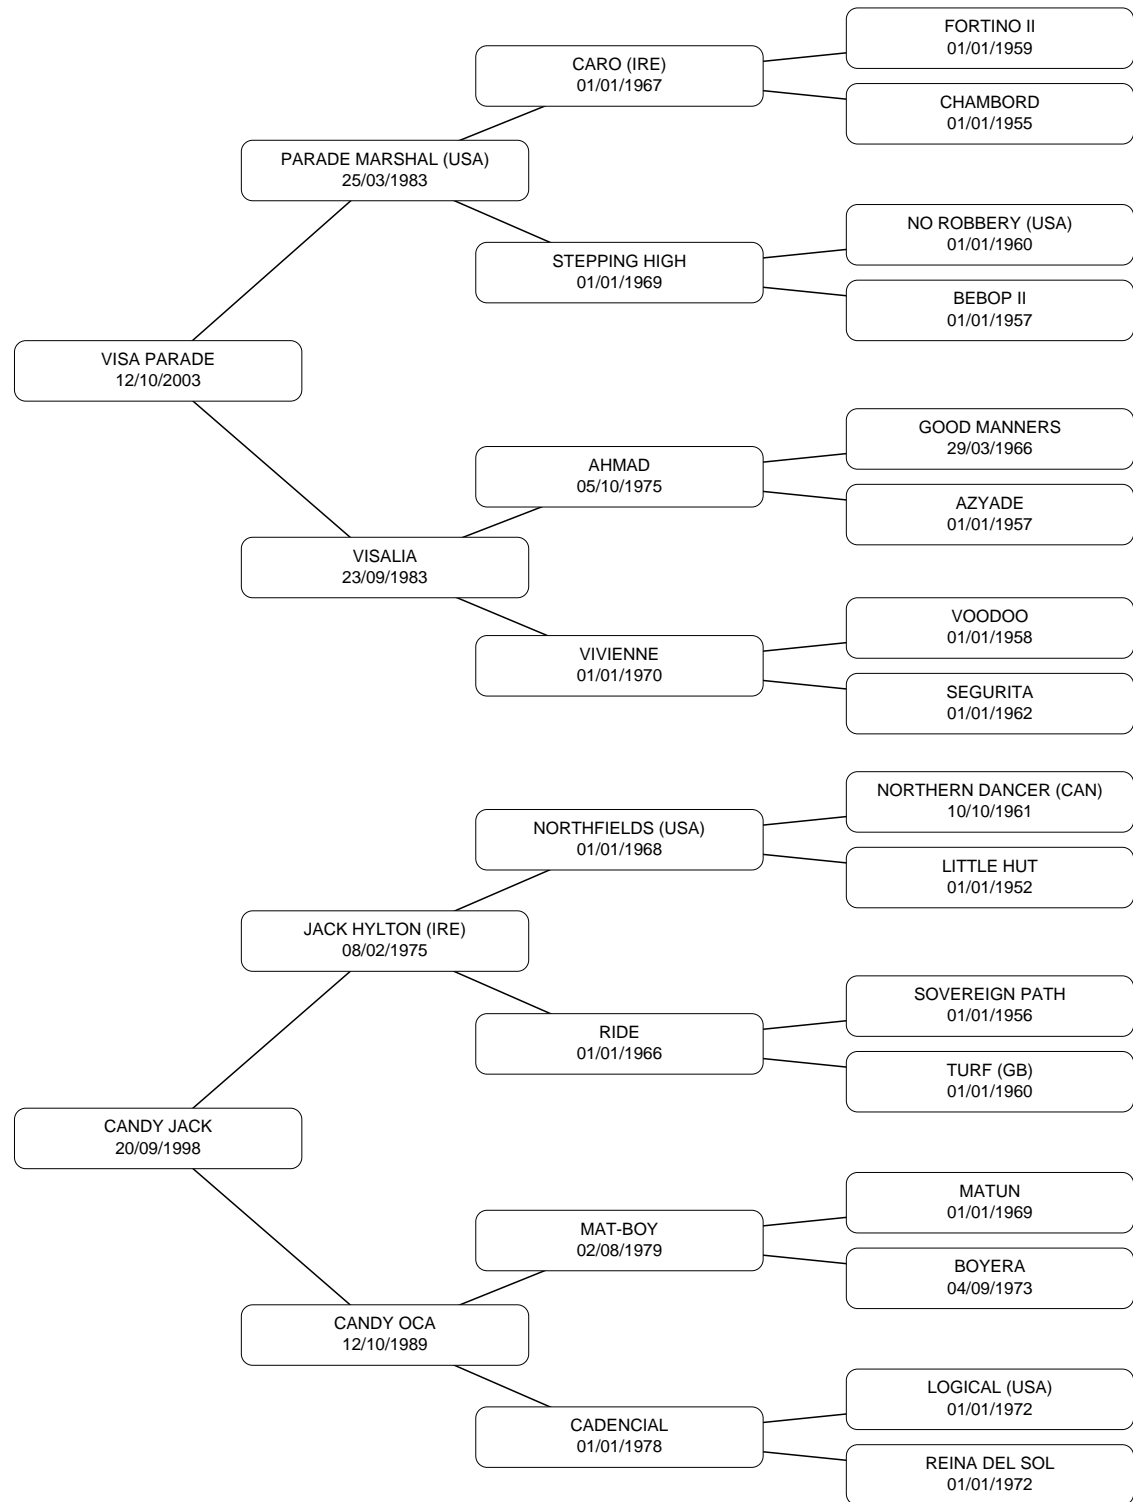 FORTINO II
01/01/1959
CARO (IRE)
01/01/1967
CHAMBORD
01/01/1955
PARADE MARSHAL (USA)
25/03/1983
NO ROBBERY (USA)
01/01/1960
STEPPING HIGH
01/01/1969
BEBOP II
01/01/1957
VISA PARADE
12/10/2003
GOOD MANNERS
29/03/1966
AHMAD
05/10/1975
AZYADE
01/01/1957
VISALIA
23/09/1983
VOODOO
01/01/1958
VIVIENNE
01/01/1970
SEGURITA
01/01/1962
NORTHERN DANCER (CAN)
10/10/1961
NORTHFIELDS (USA)
01/01/1968
LITTLE HUT
01/01/1952
JACK HYLTON (IRE)
08/02/1975
SOVEREIGN PATH
01/01/1956
RIDE
01/01/1966
TURF (GB)
01/01/1960
CANDY JACK
20/09/1998
MATUN
01/01/1969
MAT-BOY
02/08/1979
BOYERA
04/09/1973
CANDY OCA
12/10/1989
LOGICAL (USA)
01/01/1972
CADENCIAL
01/01/1978
REINA DEL SOL
01/01/1972